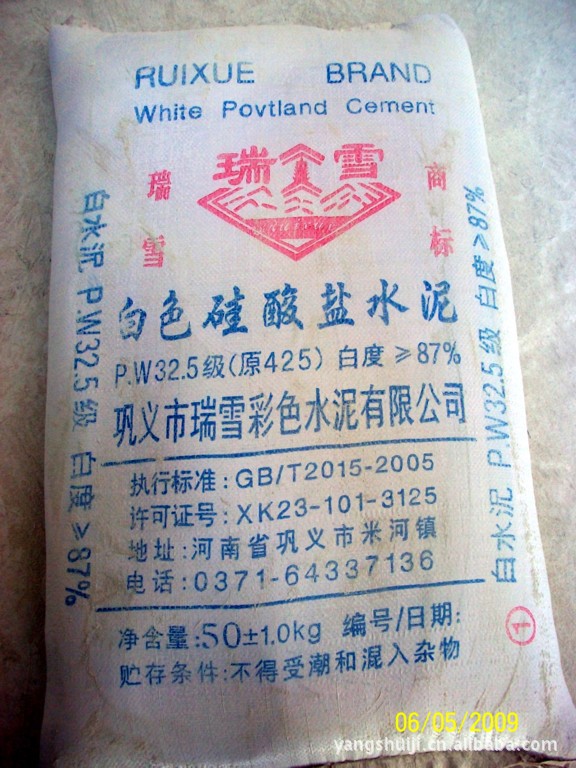 RUIXUE BRAND
White Povtland Cement
瑞雪
瑞雪
商标
白色硅酸盐水泥
P.W32.5级(原425) 白度≥87%
巩义市瑞雪彩色水泥有限公司
执行标准:GB/T2015-2005
许可证号:XK23-101-3125
地址:河南省巩义市米河镇
电话:0371-64337136
净含量:50±1.0kg 编号/日期:
贮存条件:不得受潮和混入杂物
白水泥 P.W32.5级 白度≥87%
白水泥 P.W32.5级 白度≥87%
1
06/05/2009
yangshuiji.cn.alibaba.com